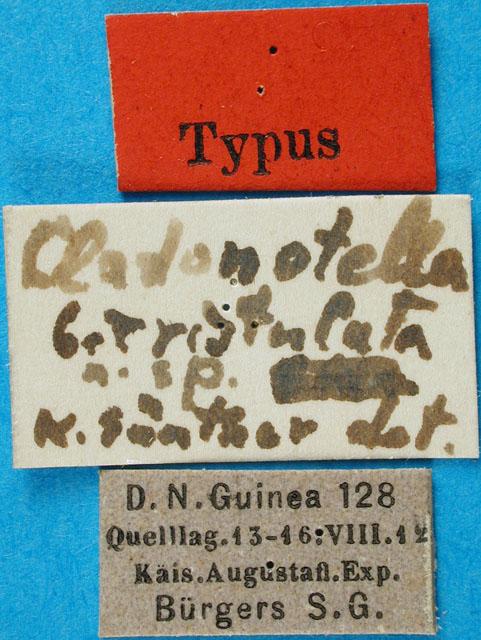 Typus
Cladonotella
n. sp.
K. Günther det.
D. N. Guinea 128
Quelllag. 13-16. VIII. 12
Käis. Augustafl. Exp.
Bürgers S. G.